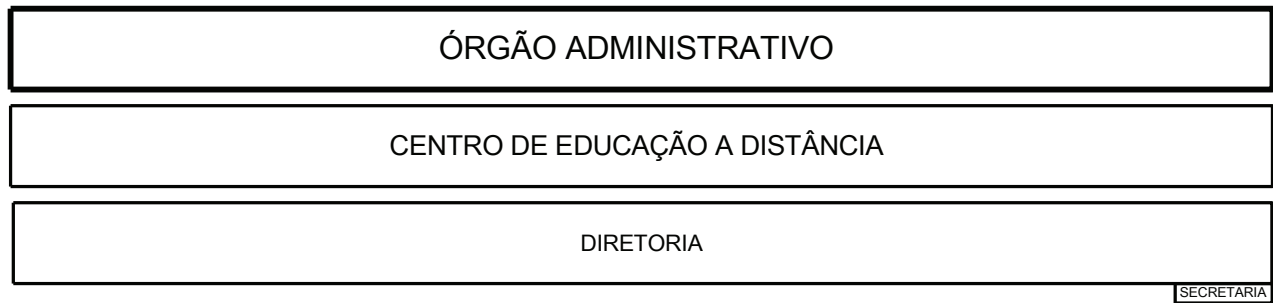 ÓRGÃO ADMINISTRATIVO
CENTRO DE EDUCAÇÃO A DISTÂNCIA
DIRETORIA
SECRETARIA